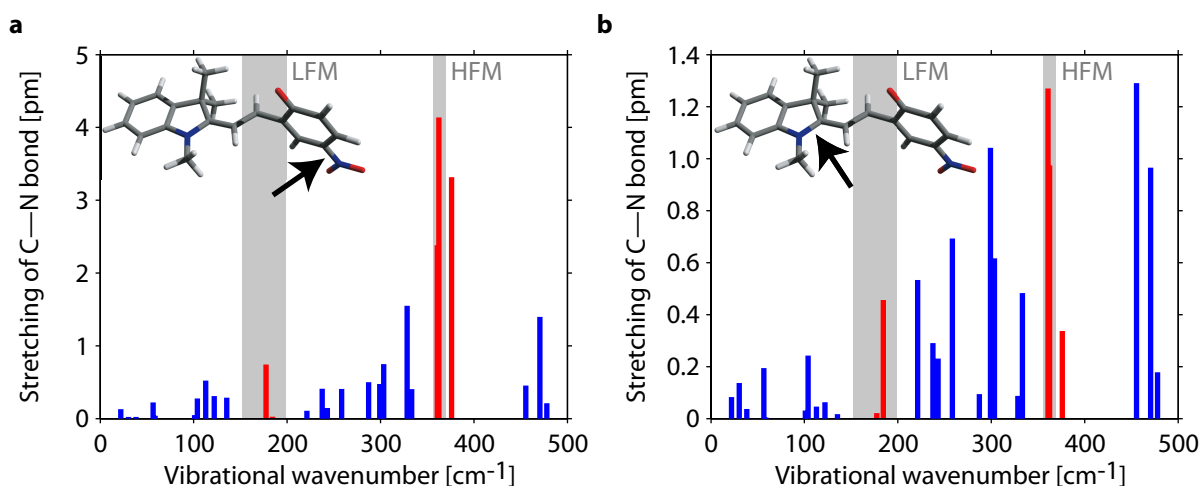 a
Stretching of C—N bond [pm]
5
4
3
2
1
0
LFM
HFM
0
100
200
300
400
500
Vibrational wavenumber [cm-1]
b
Stretching of C—N bond [pm]
1.4
1.2
1.0
0.8
0.6
0.4
0.2
0
LFM
HFM
0
100
200
300
400
500
Vibrational wavenumber [cm-1]